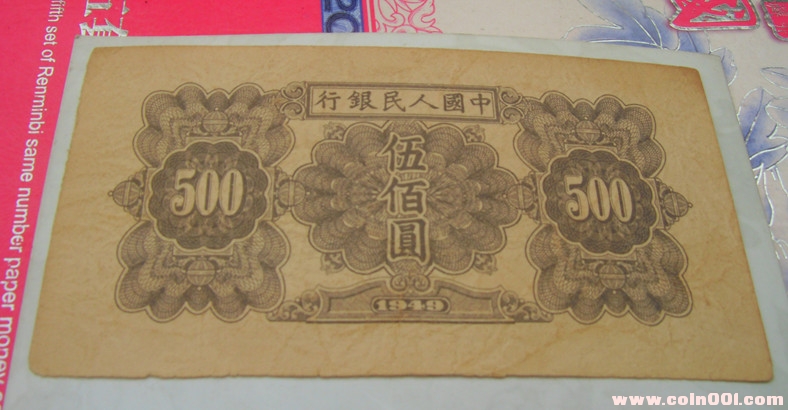 fifth set of Renminbi same number paper money
20
中國人民銀行
500
伍佰圓
500
1949
www.coin001.com